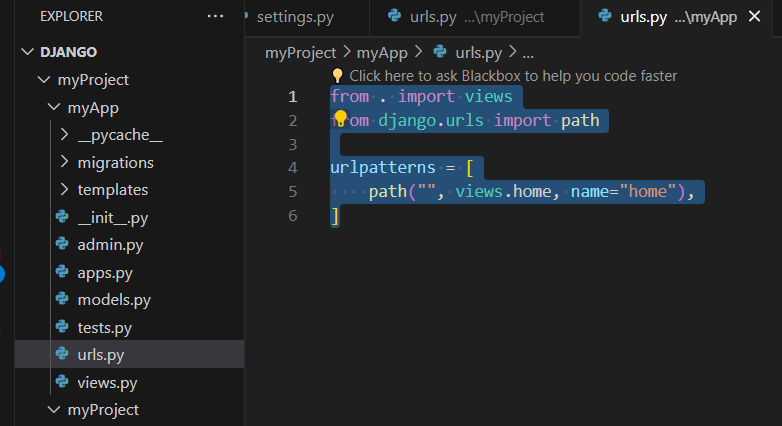 EXPLORER ...
DJANGO
myProject
myApp
__pycache__
migrations
templates
__init__.py
admin.py
apps.py
models.py
tests.py
urls.py
views.py
myProject
settings.py urls.py ...\myProject urls.py ...\myApp
myProject > myApp > urls.py > ...
Click here to ask Blackbox to help you code faster
1 from . import views
2 from django.urls import path
3
4 urlpatterns = [
5     path("", views.home, name="home"),
6 ]